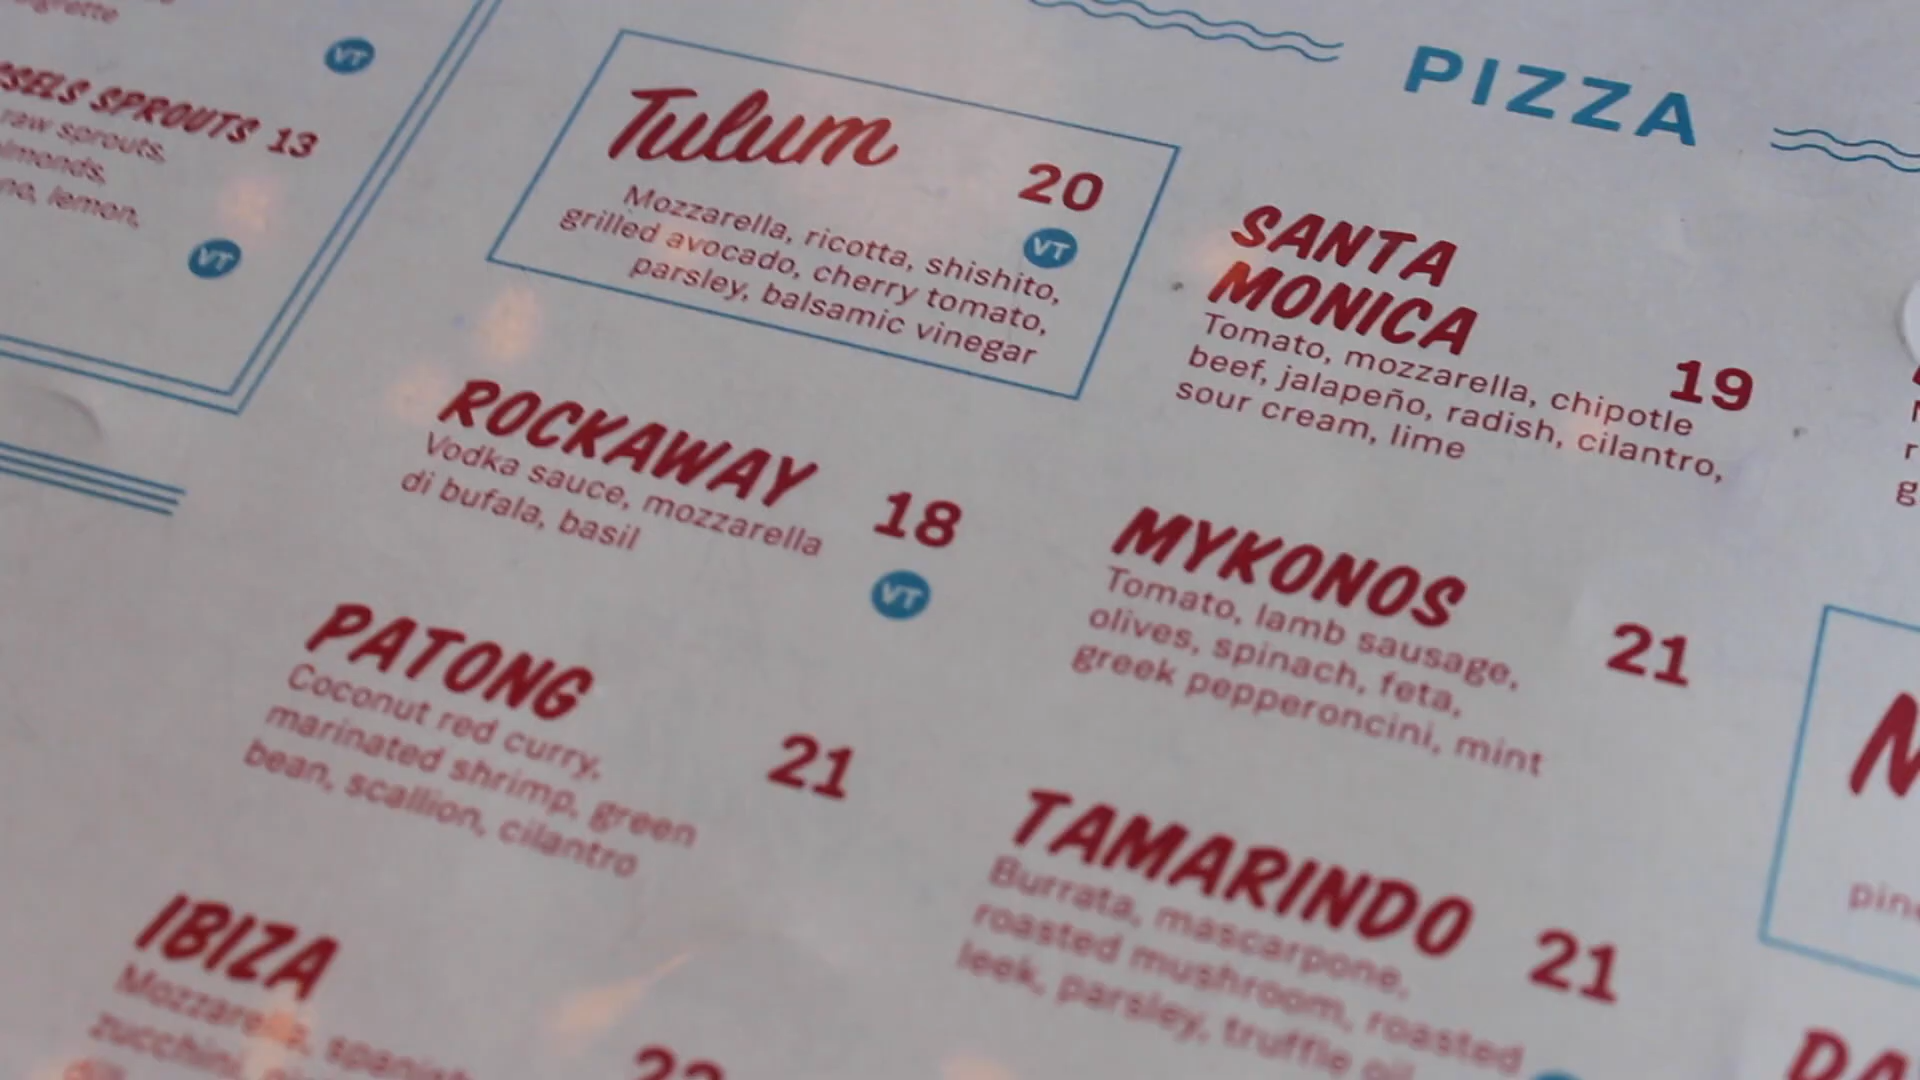 VT
SPROUTS 13
raw sprouts,
lemon,
VT
PIZZA
Tulum
20
VT
Mozzarella, ricotta, shishito,
grilled avocado, cherry tomato,
parsley, balsamic vinegar
ROCKAWAY
Vodka sauce, mozzarella
di bufala, basil
18
VT
PATONG
Coconut red curry,
marinated shrimp, green
bean, scallion, cilantro
21
IBIZA
Mozzarella,
zucchini,
SANTA
MONICA
Tomato, mozzarella, chipotle
beef, jalapeño, radish, cilantro,
sour cream, lime
19
MYKONOS
Tomato, lamb sausage,
olives, spinach, feta,
greek pepperoncini, mint
21
TAMARINDO
Burrata, mascarpone,
roasted mushroom, roasted
leek, parsley, truffle oil
21